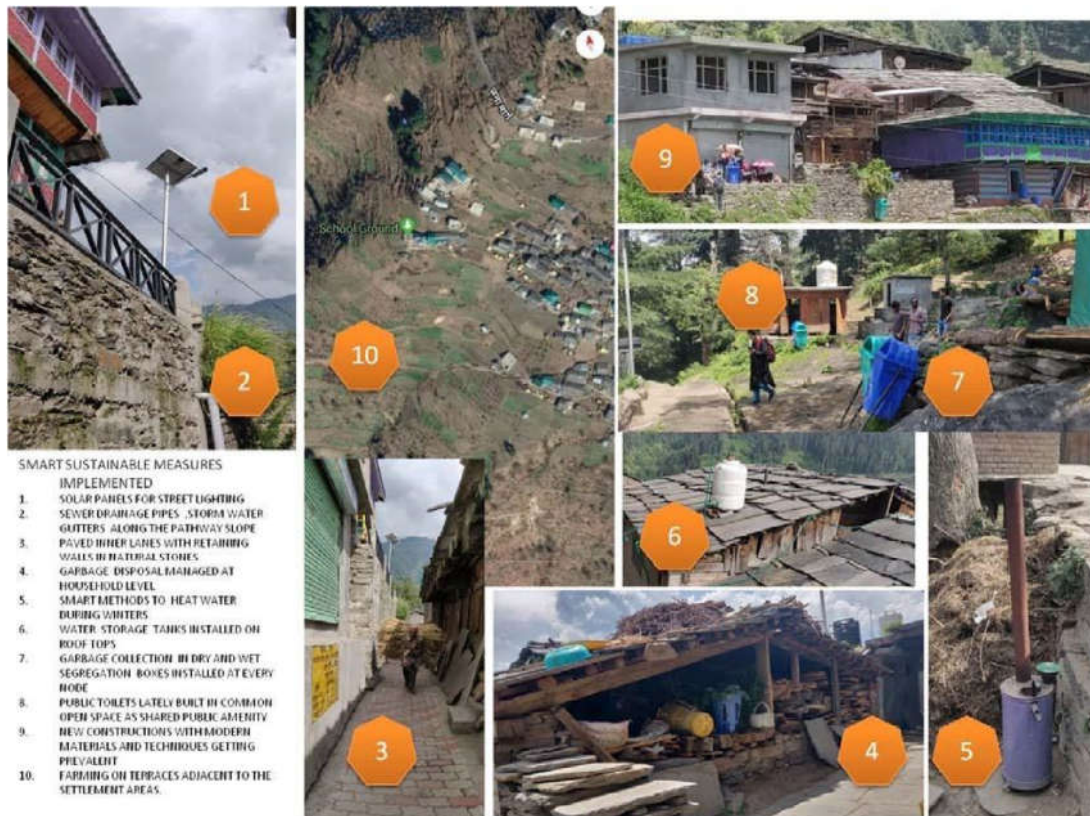 1
2
School Ground
10
9
8
7
6
3
4
5
SMART SUSTAINABLE MEASURES
IMPLEMENTED
1. SOLAR PANELS FOR STREET LIGHTING
2. SEWER DRAINAGE PIPES ,STORM WATER
GUTTERS ALONG THE PATHWAY SLOPE
3. PAVED INNER LANES WITH RETAINING
WALLS IN NATURAL STONES
4. GARBAGE DISPOSAL MANAGED AT
HOUSEHOLD LEVEL
5. SMART METHODS TO HEAT WATER
DURING WINTERS
6. WATER STORAGE TANKS INSTALLED ON
ROOF TOPS
7. GARBAGE COLLECTION IN DRY AND WET
SEGREGATION BOXES INSTALLED AT EVERY
NODE
8. PUBLIC TOILETS LATELY BUILT IN COMMON
OPEN SPACE AS SHARED PUBLIC AMENITY
9. NEW CONSTRUCTIONS WITH MODERN
MATERIALS AND TECHNIQUES GETTING
PREVALENT
10. FARMING ON TERRACES ADJACENT TO THE
SETTLEMENT AREAS.